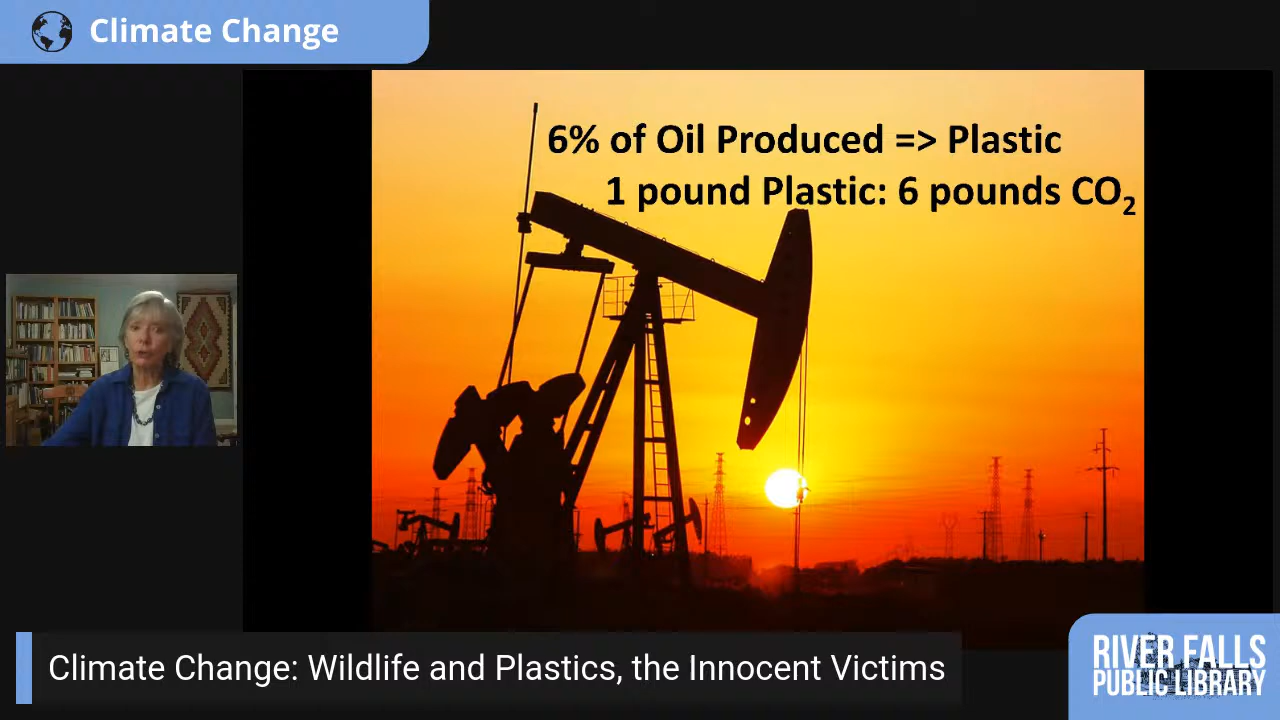 Climate Change
6% of Oil Produced => Plastic
1 pound Plastic: 6 pounds CO₂
Climate Change: Wildlife and Plastics, the Innocent Victims
RIVER FALLS
PUBLIC LIBRARY